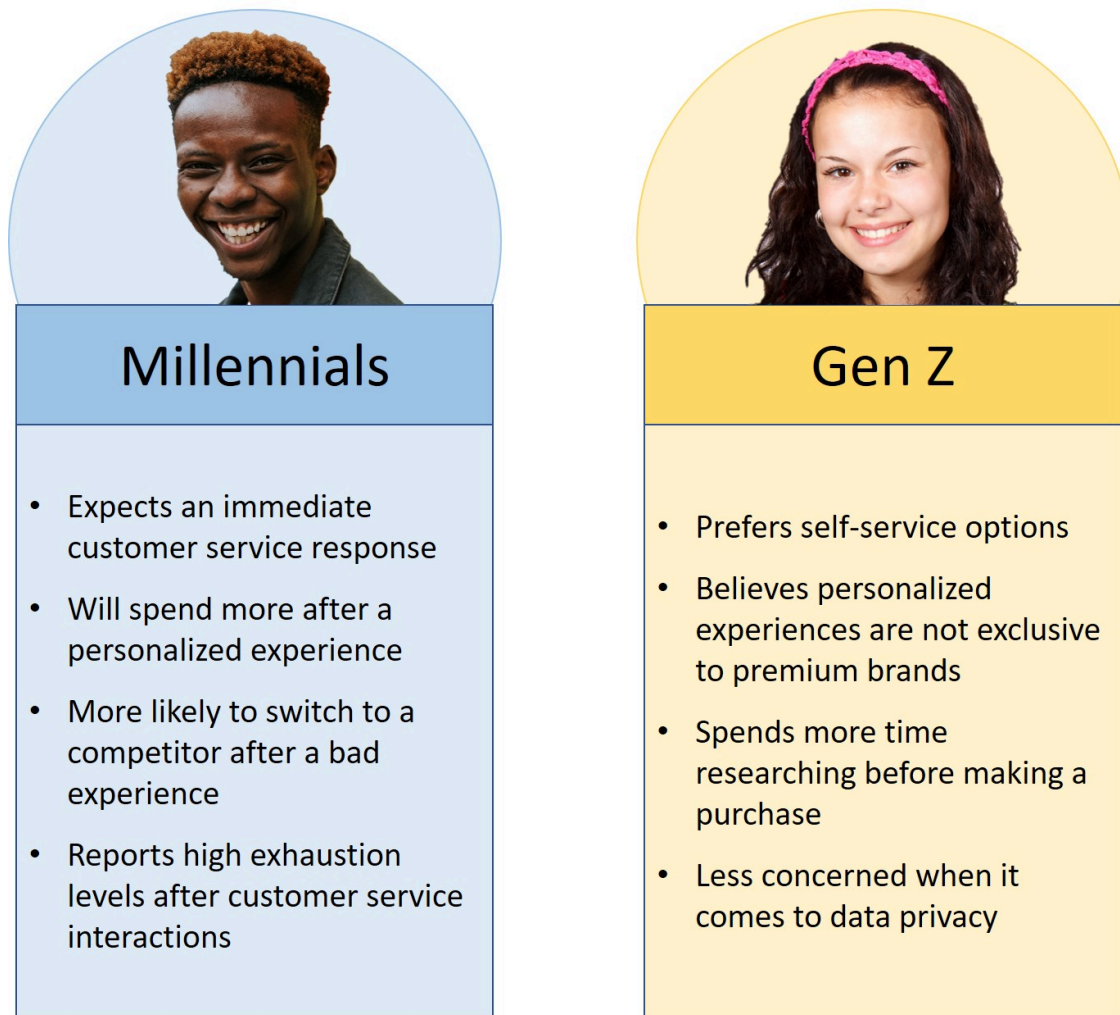 Millennials
• Expects an immediate
customer service response
• Will spend more after a
personalized experience
• More likely to switch to a
competitor after a bad
experience
• Reports high exhaustion
levels after customer service
interactions
Gen Z
• Prefers self-service options
• Believes personalized
experiences are not exclusive
to premium brands
• Spends more time
researching before making a
purchase
• Less concerned when it
comes to data privacy